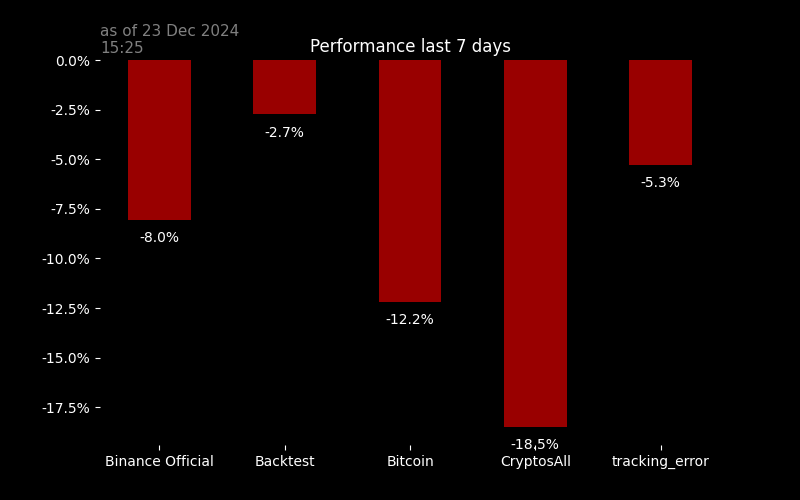 as of 23 Dec 2024
15:25
Performance last 7 days
0.0%
-2.5%
-5.0%
-7.5%
-10.0%
-12.5%
-15.0%
-17.5%
-8.0%
-2.7%
-12.2%
-18.5%
-5.3%
Binance Official
Backtest
Bitcoin
CryptosAll
tracking_error